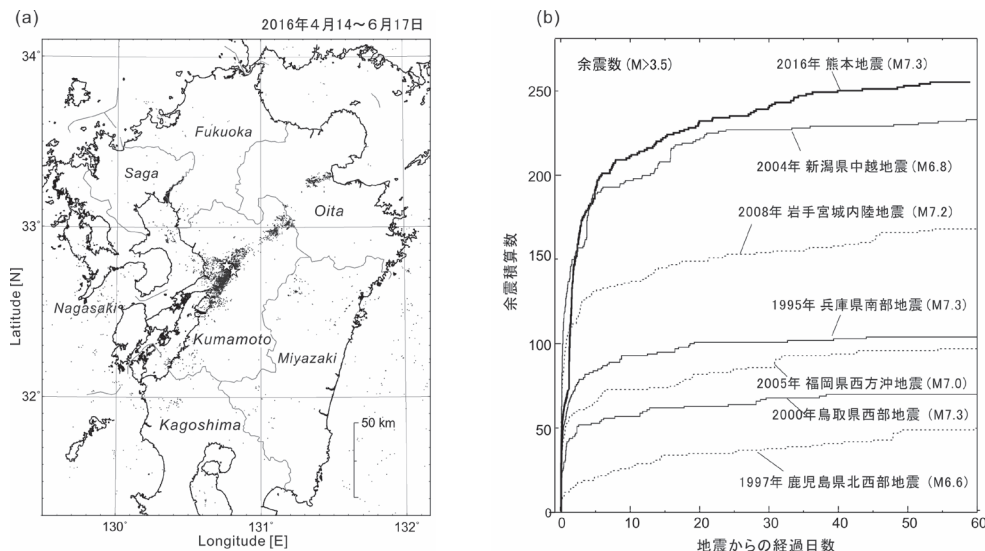 (a)
2016年4月14～6月17日
34˚
33˚
32˚
Latitude [N]
Fukuoka
Saga
Oita
Nagasaki
Kumamoto
Miyazaki
Kagoshima
50 km
130˚
131˚
132˚
Longitude [E]
(b)
余震数 (M>3.5)
2016年 熊本地震 (M7.3)
2004年 新潟県中越地震 (M6.8)
2008年 岩手宮城内陸地震 (M7.2)
1995年 兵庫県南部地震 (M7.3)
2005年 福岡県西方沖地震 (M7.0)
2000年鳥取県西部地震 (M7.3)
1997年 鹿児島県北西部地震 (M6.6)
余震積算数
250
200
150
100
50
0
0
10
20
30
40
50
60
地震からの経過日数